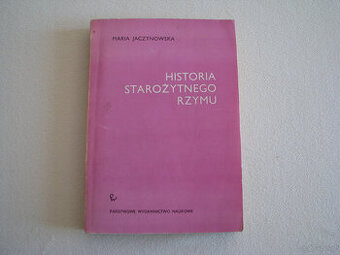 MARIA JACZYNOWSKA
HISTORIA
STAROŻYTNEGO
RZYMU
PAŃSTWOWE WYDAWNICTWO NAUKOWE